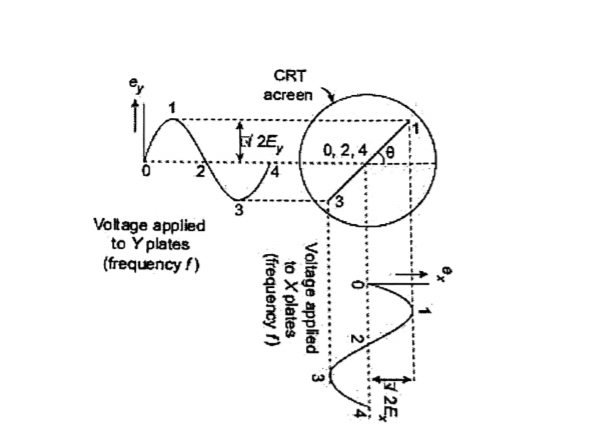 CRT
acreen
e_y
1
√2E_y
0, 2, 4
θ
1
0
2
4
3
3
Voltage applied
to Y plates
(frequency f)
Voltage applied
to X plates
(frequency f)
e_x
0
1
2
3
4
√2E_x